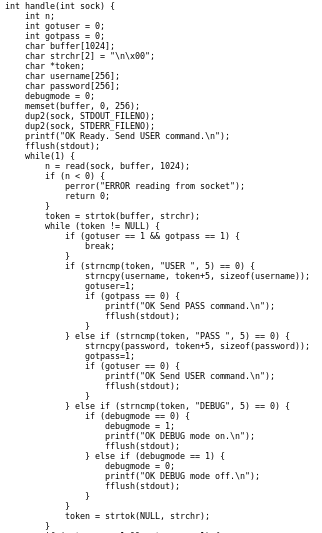 int handle(int sock) {
    int n;
    int gotuser = 0;
    int gotpass = 0;
    char buffer[1024];
    char strchr[2] = "\n\x00";
    char *token;
    char username[256];
    char password[256];
    debugmode = 0;
    memset(buffer, 0, 256);
    dup2(sock, STDOUT_FILENO);
    dup2(sock, STDERR_FILENO);
    printf("OK Ready. Send USER command.\n");
    fflush(stdout);
    while(1) {
        n = read(sock, buffer, 1024);
        if (n < 0) {
            perror("ERROR reading from socket");
            return 0;
        }
        token = strtok(buffer, strchr);
        while (token != NULL) {
            if (gotuser == 1 && gotpass == 1) {
                break;
            }
            if (strncmp(token, "USER ", 5) == 0) {
                strncpy(username, token+5, sizeof(username));
                gotuser=1;
                if (gotpass == 0) {
                    printf("OK Send PASS command.\n");
                    fflush(stdout);
                }
            } else if (strncmp(token, "PASS ", 5) == 0) {
                strncpy(password, token+5, sizeof(password));
                gotpass=1;
                if (gotuser == 0) {
                    printf("OK Send USER command.\n");
                    fflush(stdout);
                }
            } else if (strncmp(token, "DEBUG", 5) == 0) {
                if (debugmode == 0) {
                    debugmode = 1;
                    printf("OK DEBUG mode on.\n");
                    fflush(stdout);
                } else if (debugmode == 1) {
                    debugmode = 0;
                    printf("OK DEBUG mode off.\n");
                    fflush(stdout);
                }
            }
            token = strtok(NULL, strchr);
        }